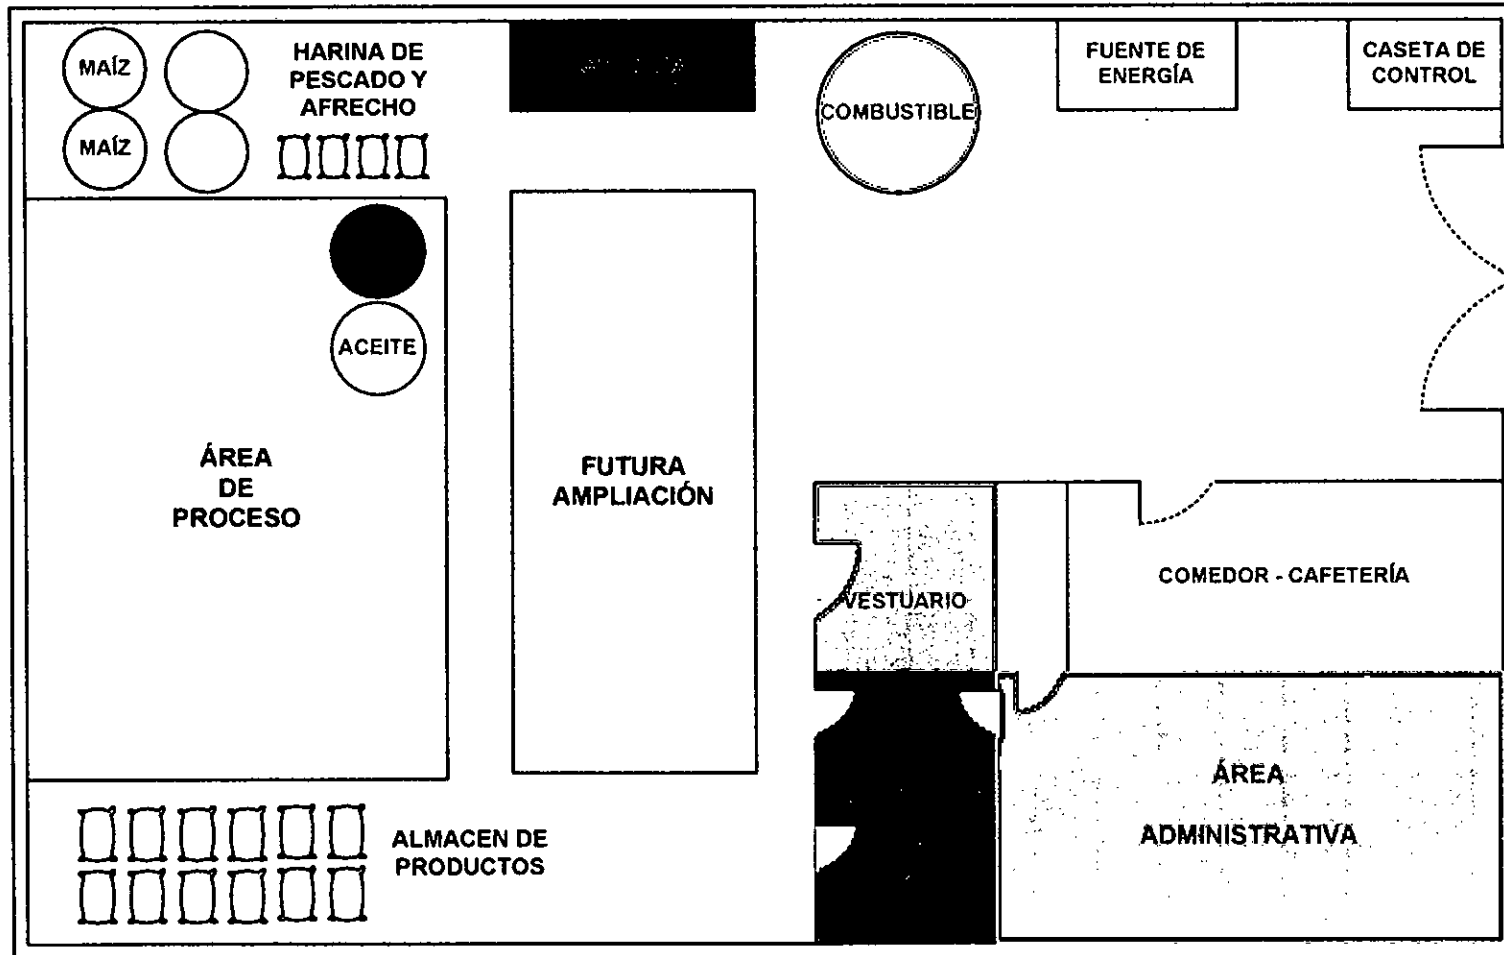 MAÍZ
MAÍZ
HARINA DE
PESCADO Y
AFRECHO
COMBUSTIBLE
FUENTE DE
ENERGÍA
CASETA DE
CONTROL
ACEITE
ÁREA
DE
PROCESO
FUTURA
AMPLIACIÓN
VESTUARIO
COMEDOR - CAFETERÍA
ÁREA
ADMINISTRATIVA
ALMACEN DE
PRODUCTOS